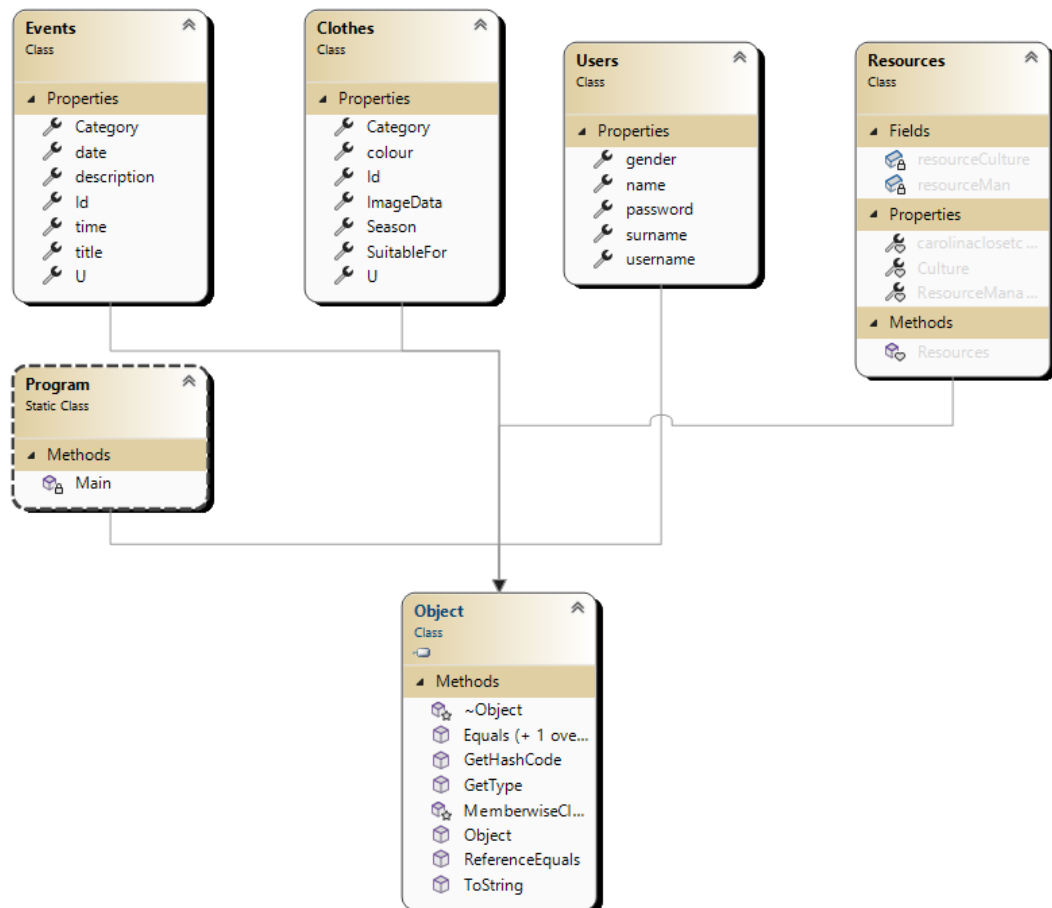 Events
Class
Properties
Category
date
description
Id
time
title
U
Clothes
Class
Properties
Category
colour
Id
ImageData
Season
SuitableFor
U
Users
Class
Properties
gender
name
password
surname
username
Resources
Class
Fields
resourceCulture
resourceMan
Properties
carolinaclosetc ...
Culture
ResourceMana ...
Methods
Resources
Program
Static Class
Methods
Main
Object
Class
Methods
~Object
Equals (+ 1 ove...
GetHashCode
GetType
MemberwiseCl...
Object
ReferenceEquals
ToString